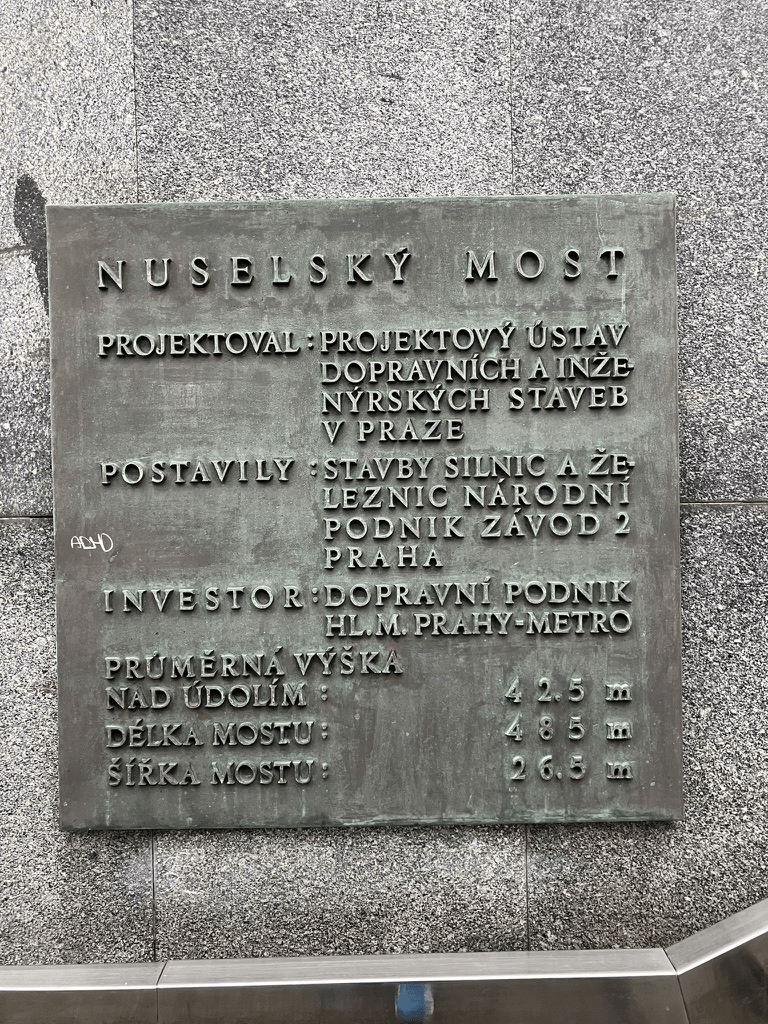 NUSELSKÝ MOST
PROJEKTOVAL: PROJEKTOVÝ ÚSTAV
DOPRAVNÍCH A INŽE-
NÝRSKÝCH STAVEB
V PRAZE
POSTAVILY: STAVBY SILNIC A ŽE-
LEZNIC NÁRODNÍ
PODNIK ZÁVOD 2
PRAHA
INVESTOR: DOPRAVNÍ PODNIK
HL. M. PRAHY-METRO
PRŮMĚRNÁ VÝŠKA
NAD ÚDOLÍM: 42.5 m
DÉLKA MOSTU: 485 m
ŠÍŘKA MOSTU: 26.5 m